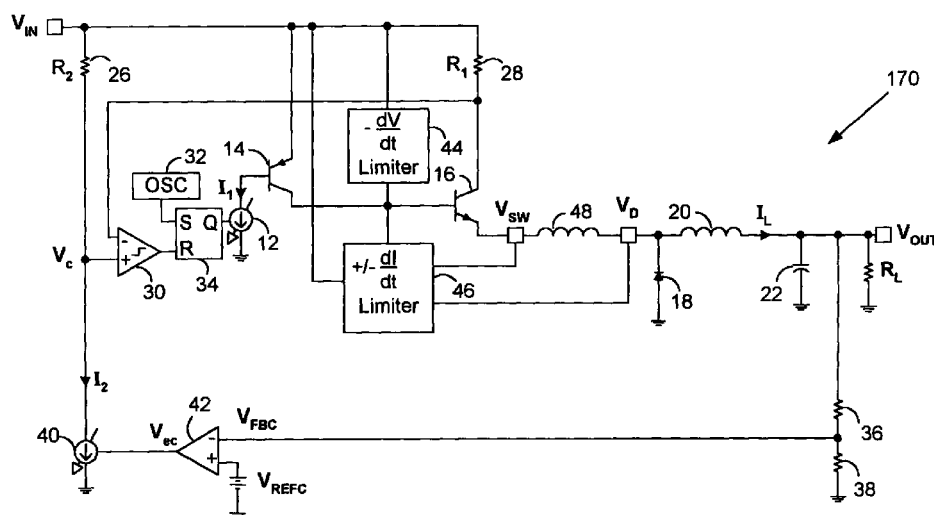 V_IN
R_2
26
R_1
28
170
- dV/dt
Limiter
44
14
16
32
OSC
I_1
S Q
R
12
34
V_c
-
+
30
V_SW
48
V_D
20
I_L
V_OUT
+/- dI/dt
Limiter
46
18
22
R_L
I_2
42
40
V_ec
V_FBC
-
+
V_REFC
36
38